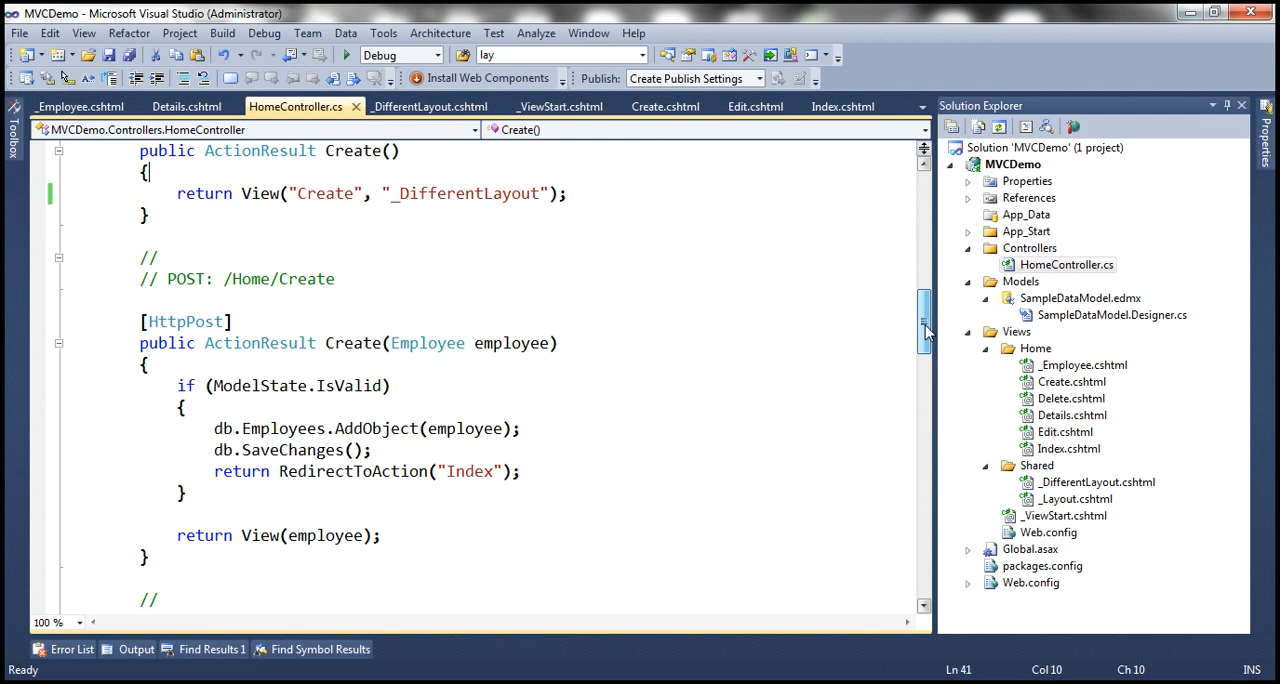 MVCDemo - Microsoft Visual Studio (Administrator)
File Edit View Refactor Project Build Debug Team Data Tools Architecture Test Analyze Window Help
Debug lay
Install Web Components Publish: Create Publish Settings
_Employee.cshtml Details.cshtml HomeController.cs _DifferentLayout.cshtml _ViewStart.cshtml Create.cshtml Edit.cshtml Index.cshtml
MVCDemo.Controllers.HomeController Create()
public ActionResult Create()
{
return View("Create", "_DifferentLayout");
}
//
// POST: /Home/Create
[HttpPost]
public ActionResult Create(Employee employee)
{
if (ModelState.IsValid)
{
db.Employees.AddObject(employee);
db.SaveChanges();
return RedirectToAction("Index");
}
return View(employee);
}
//
100 %
Toolbox
Solution Explorer
Solution 'MVCDemo' (1 project)
MVCDemo
Properties
References
App_Data
App_Start
Controllers
HomeController.cs
Models
SampleDataModel.edmx
SampleDataModel.Designer.cs
Views
Home
_Employee.cshtml
Create.cshtml
Delete.cshtml
Details.cshtml
Edit.cshtml
Index.cshtml
Shared
_DifferentLayout.cshtml
_Layout.cshtml
_ViewStart.cshtml
Web.config
Global.asax
packages.config
Web.config
Properties
Error List Output Find Results 1 Find Symbol Results
Ready Ln 41 Col 10 Ch 10 INS